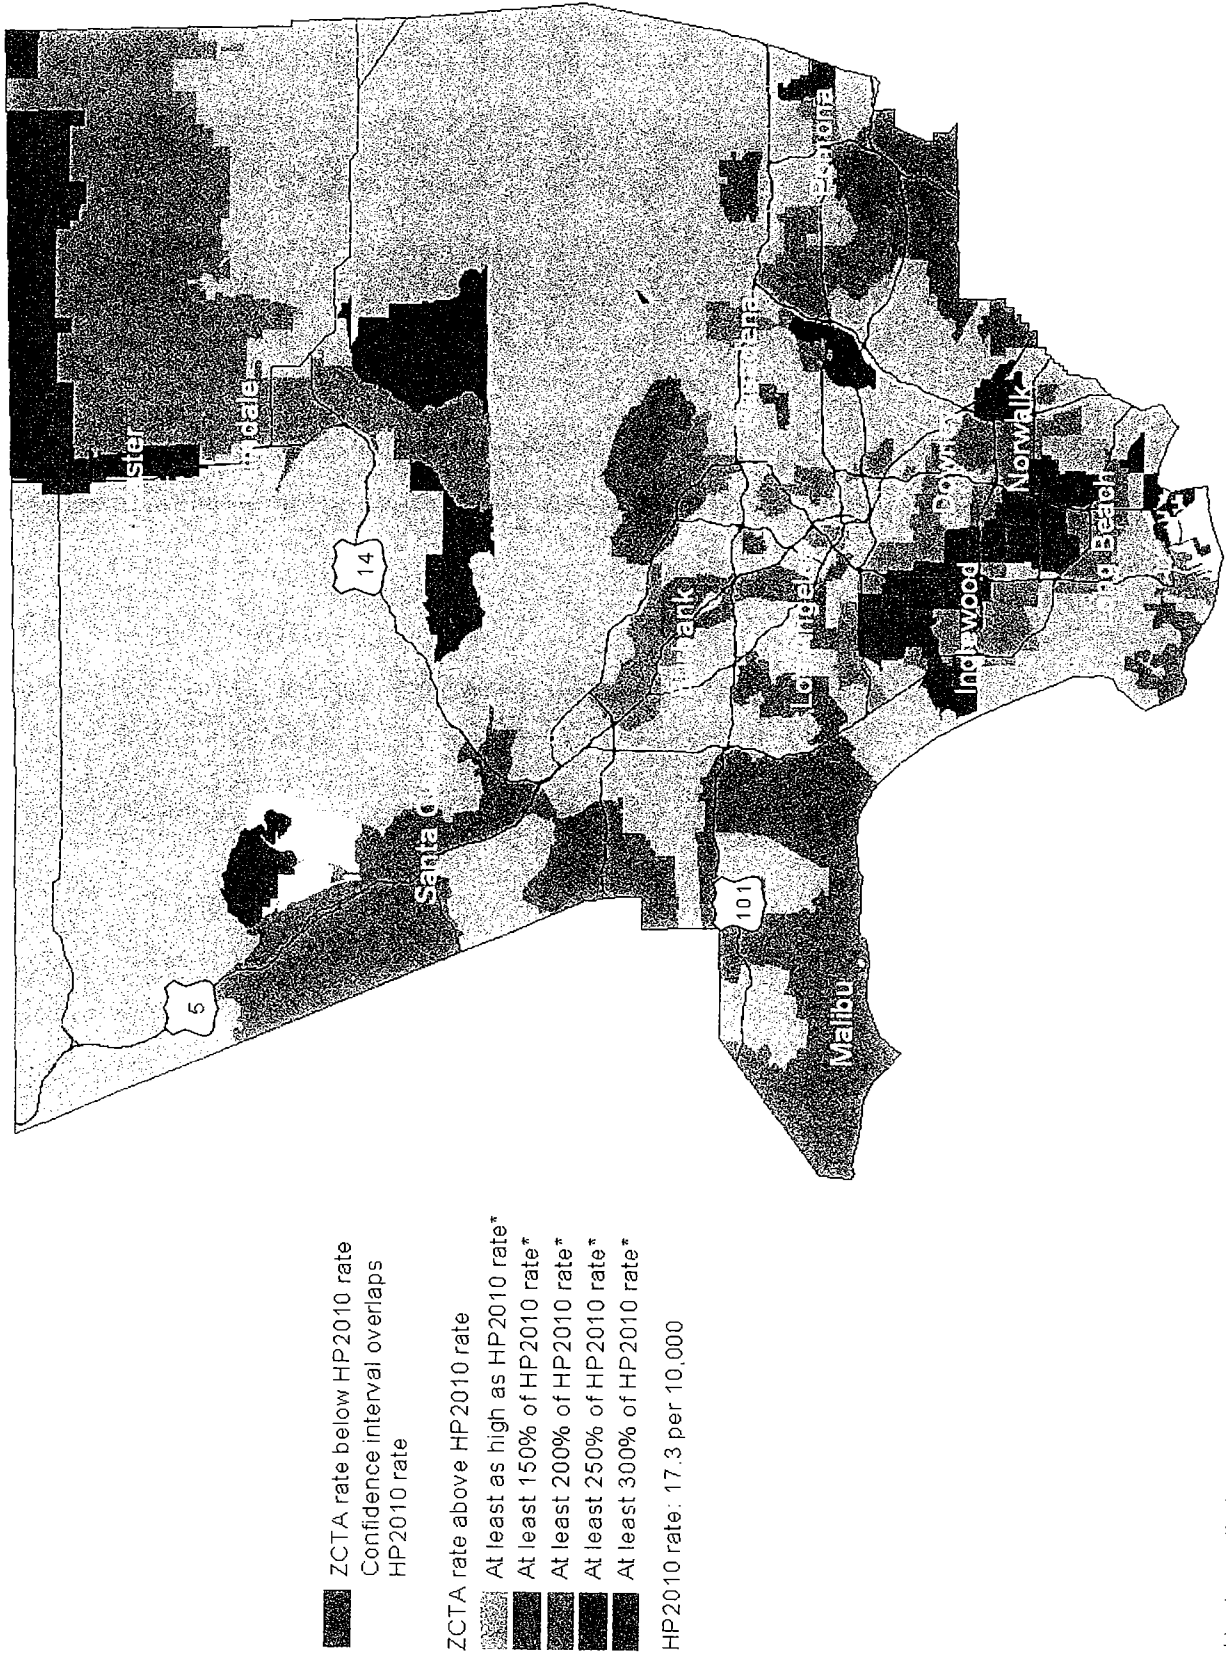 ZCTA rate below HP2010 rate
Confidence interval overlaps
HP2010 rate
ZCTA rate above HP2010 rate
At least as high as HP2010 rate*
At least 150% of HP2010 rate*
At least 200% of HP2010 rate*
At least 250% of HP2010 rate*
At least 300% of HP2010 rate*
HP2010 rate: 17.3 per 10,000
5
14
101
Santa
Malibu
Pomona
Downey
Norwalk
Inglewood
Beach